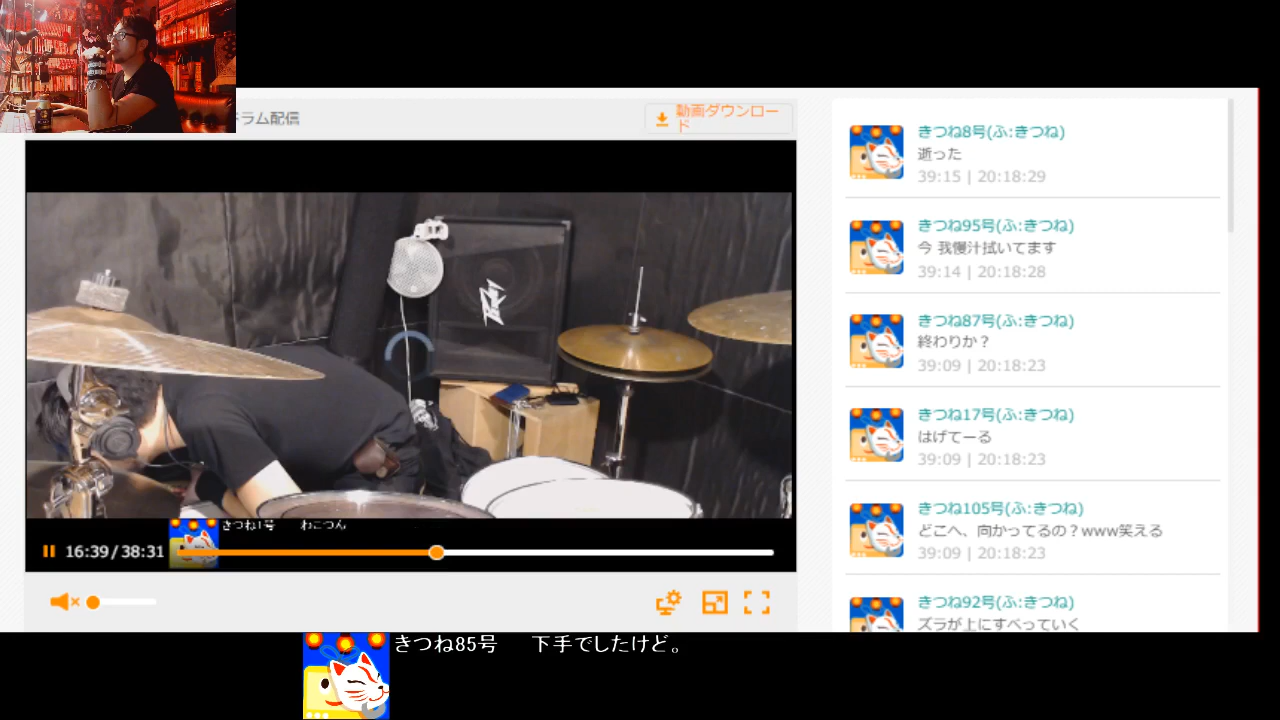 ドラム配信
動画ダウンロー
ド
きつね8号(ふ:きつね)
逝った
39:15 | 20:18:29
きつね95号(ふ:きつね)
今 我慢汁拭いてます
39:14 | 20:18:28
きつね87号(ふ:きつね)
終わりか？
39:09 | 20:18:23
きつね17号(ふ:きつね)
はげてーる
39:09 | 20:18:23
きつね105号(ふ:きつね)
どこへ、向かってるの？www笑える
39:09 | 20:18:23
きつね92号(ふ:きつね)
ズラが上にすべっていく
きつね1号 わこつん
16:39 / 38:31
きつね85号 下手でしたけど。